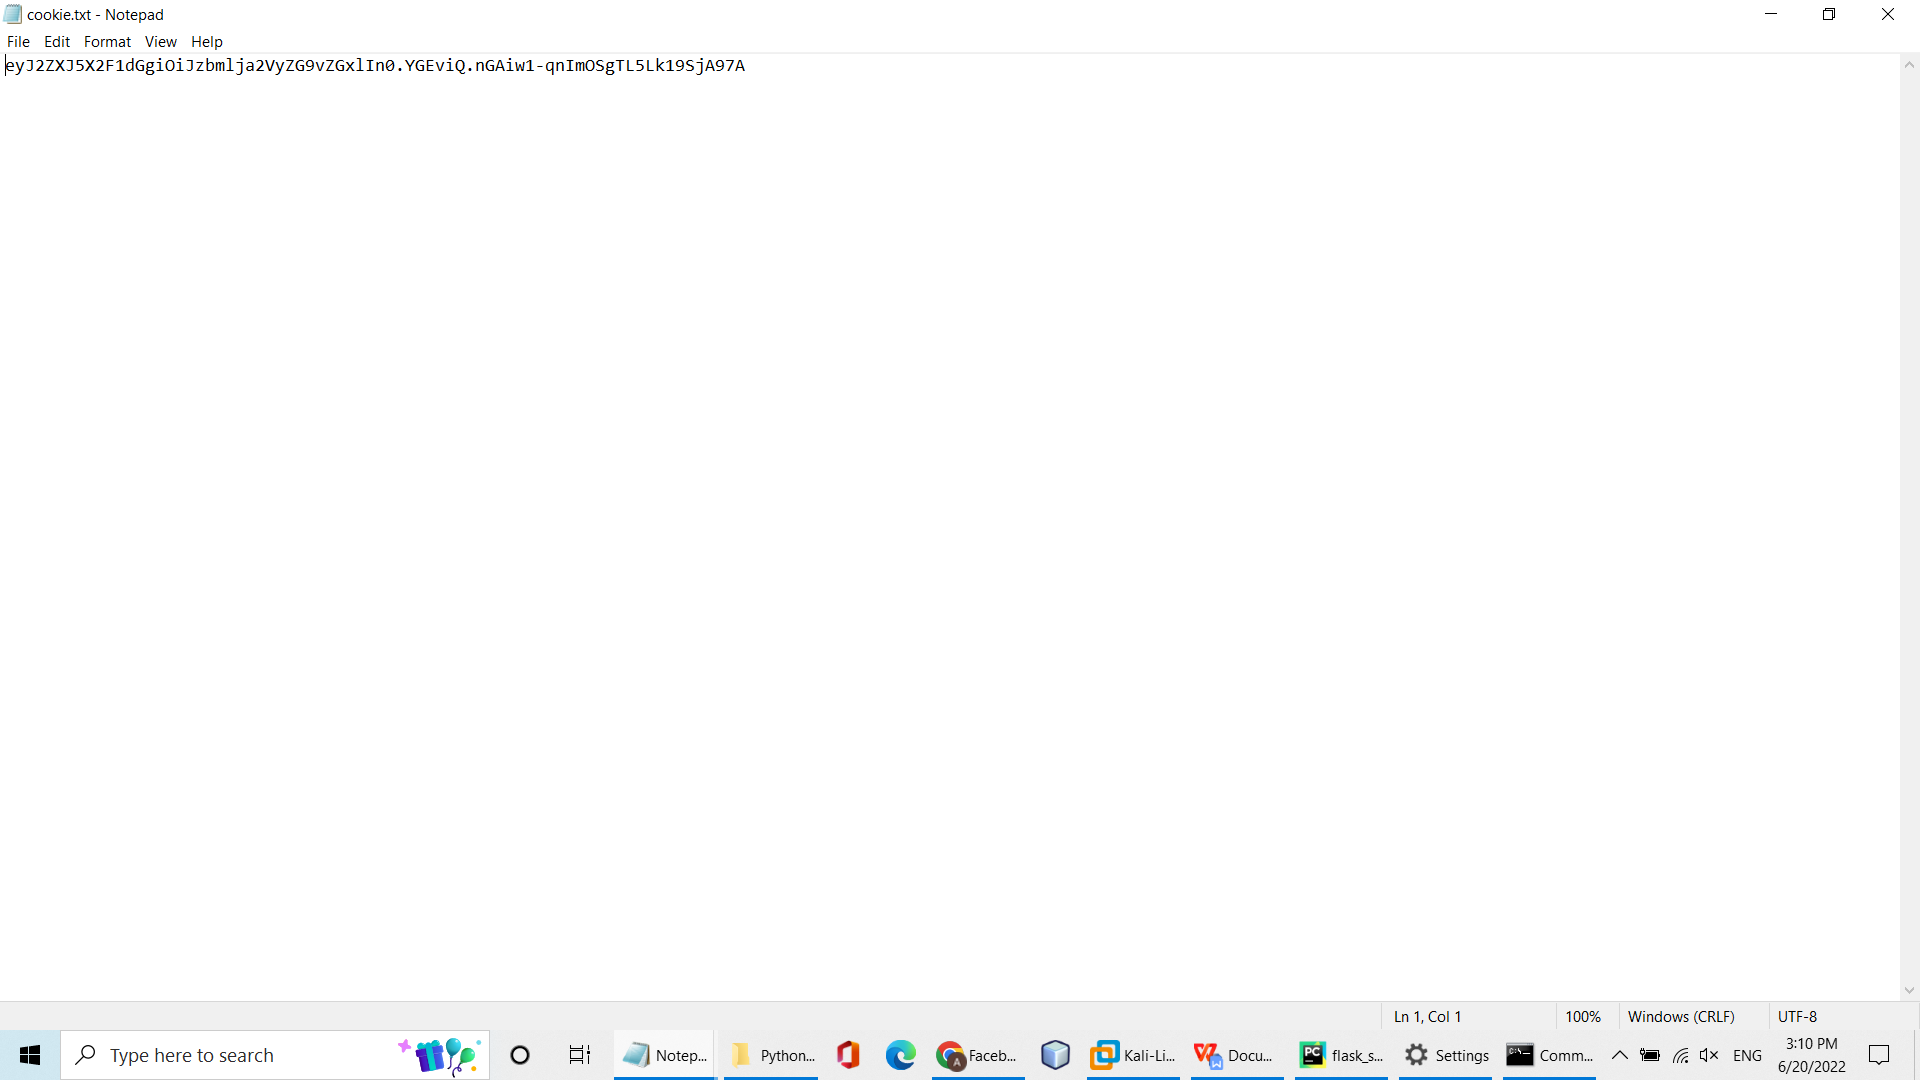 cookie.txt - Notepad
File Edit Format View Help
eyJ2ZXJ5X2F1dGgiOiJzbmlja2VyZG9vZGxlIn0.YGEviQ.nGAiw1-qnImOSgTL5Lk19SjA97A
Ln 1, Col 1 100% Windows (CRLF) UTF-8
Type here to search Notep... Python... Faceb... Kali-Li... Docu... flask_s... Settings Comm... ENG 3:10 PM
6/20/2022